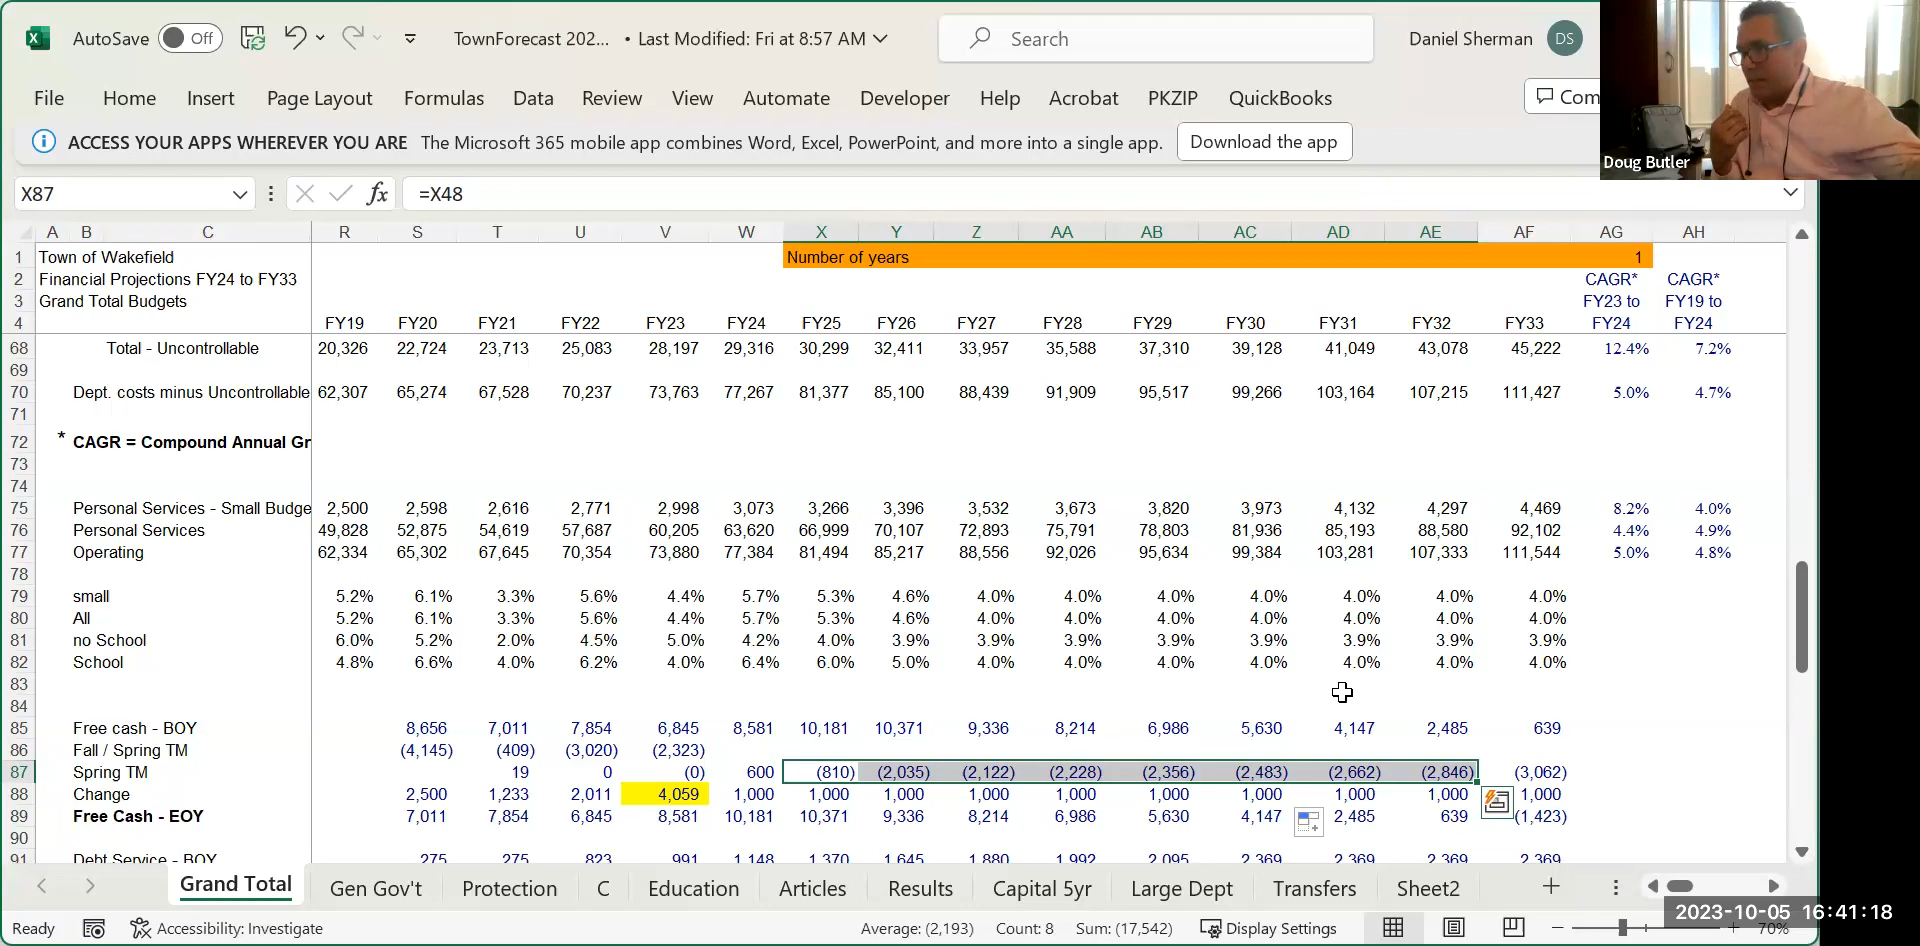 AutoSave Off TownForecast 202... • Last Modified: Fri at 8:57 AM Search Daniel Sherman DS
File Home Insert Page Layout Formulas Data Review View Automate Developer Help Acrobat PKZIP QuickBooks Com
ACCESS YOUR APPS WHEREVER YOU ARE The Microsoft 365 mobile app combines Word, Excel, PowerPoint, and more into a single app. Download the app
Doug Butler
X87 fx =X48
A B C R S T U V W X Y Z AA AB AC AD AE AF AG AH
1 Town of Wakefield Number of years 1
2 Financial Projections FY24 to FY33 CAGR* CAGR*
3 Grand Total Budgets FY23 to FY19 to
4 FY19 FY20 FY21 FY22 FY23 FY24 FY25 FY26 FY27 FY28 FY29 FY30 FY31 FY32 FY33 FY24 FY24
68 Total - Uncontrollable 20,326 22,724 23,713 25,083 28,197 29,316 30,299 32,411 33,957 35,588 37,310 39,128 41,049 43,078 45,222 12.4% 7.2%
69
70 Dept. costs minus Uncontrollable 62,307 65,274 67,528 70,237 73,763 77,267 81,377 85,100 88,439 91,909 95,517 99,266 103,164 107,215 111,427 5.0% 4.7%
71
72 * CAGR = Compound Annual Gr
73
74
75 Personal Services - Small Budge 2,500 2,598 2,616 2,771 2,998 3,073 3,266 3,396 3,532 3,673 3,820 3,973 4,132 4,297 4,469 8.2% 4.0%
76 Personal Services 49,828 52,875 54,619 57,687 60,205 63,620 66,999 70,107 72,893 75,791 78,803 81,936 85,193 88,580 92,102 4.4% 4.9%
77 Operating 62,334 65,302 67,645 70,354 73,880 77,384 81,494 85,217 88,556 92,026 95,634 99,384 103,281 107,333 111,544 5.0% 4.8%
78
79 small 5.2% 6.1% 3.3% 5.6% 4.4% 5.7% 5.3% 4.6% 4.0% 4.0% 4.0% 4.0% 4.0% 4.0% 4.0%
80 All 5.2% 6.1% 3.3% 5.6% 4.4% 5.7% 5.3% 4.6% 4.0% 4.0% 4.0% 4.0% 4.0% 4.0% 4.0%
81 no School 6.0% 5.2% 2.0% 4.5% 5.0% 4.2% 4.0% 3.9% 3.9% 3.9% 3.9% 3.9% 3.9% 3.9% 3.9%
82 School 4.8% 6.6% 4.0% 6.2% 4.0% 6.4% 6.0% 5.0% 4.0% 4.0% 4.0% 4.0% 4.0% 4.0% 4.0%
83
84
85 Free cash - BOY 8,656 7,011 7,854 6,845 8,581 10,181 10,371 9,336 8,214 6,986 5,630 4,147 2,485 639
86 Fall / Spring TM (4,145) (409) (3,020) (2,323)
87 Spring TM 19 0 (0) 600 (810) (2,035) (2,122) (2,228) (2,356) (2,483) (2,662) (2,846) (3,062)
88 Change 2,500 1,233 2,011 4,059 1,000 1,000 1,000 1,000 1,000 1,000 1,000 1,000 1,000 1,000
89 Free Cash - EOY 7,011 7,854 6,845 8,581 10,181 10,371 9,336 8,214 6,986 5,630 4,147 2,485 639 (1,423)
90
91 Debt Service - BOY 275 275 823 991 1,148 1,370 1,645 1,880 1,992 2,095 2,369 2,369 2,369 2,369
Grand Total Gen Gov't Protection C Education Articles Results Capital 5yr Large Dept Transfers Sheet2
Ready Accessibility: Investigate Average: (2,193) Count: 8 Sum: (17,542) Display Settings 70%
2023-10-05 16:41:18